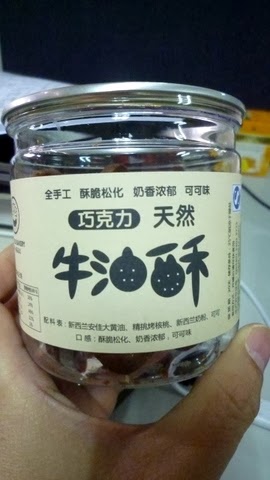 全手工 酥脆松化 奶香浓郁 可可味
巧克力 天然
牛油酥
配料表:新西兰安佳大黄油、精挑烤核桃、新西兰奶粉、可可
口感:酥脆松化、奶香浓郁,可可味